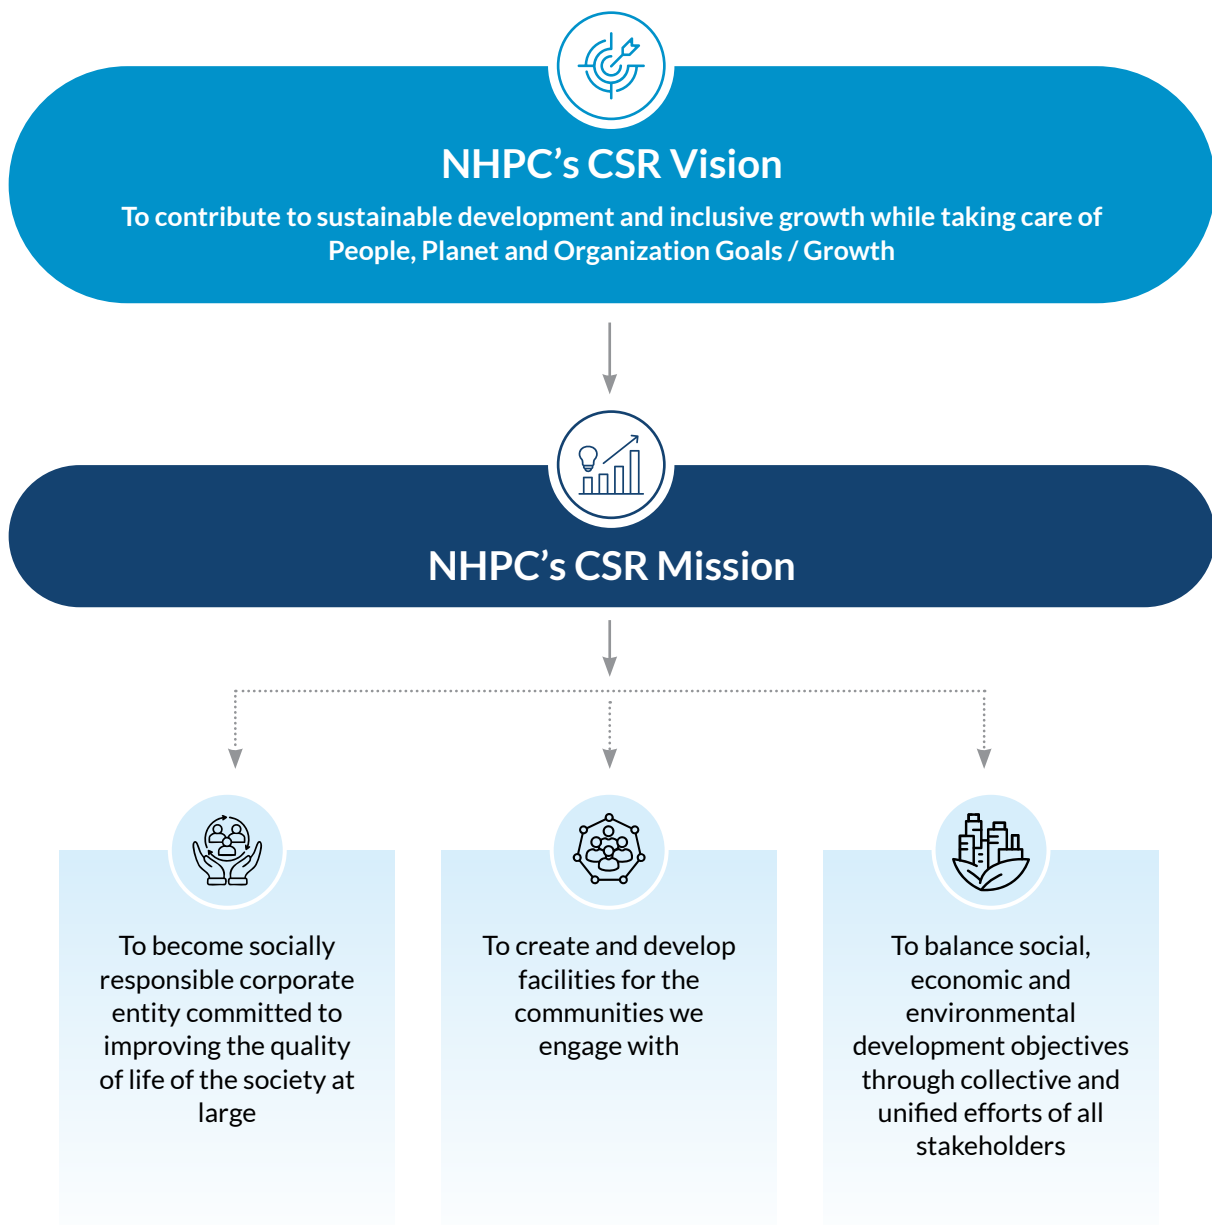 NHPC’s CSR Vision
To contribute to sustainable development and inclusive growth while taking care of
People, Planet and Organization Goals / Growth
NHPC’s CSR Mission
To become socially
responsible corporate
entity committed to
improving the quality
of life of the society at
large
To create and develop
facilities for the
communities we
engage with
To balance social,
economic and
environmental
development objectives
through collective and
unified efforts of all
stakeholders